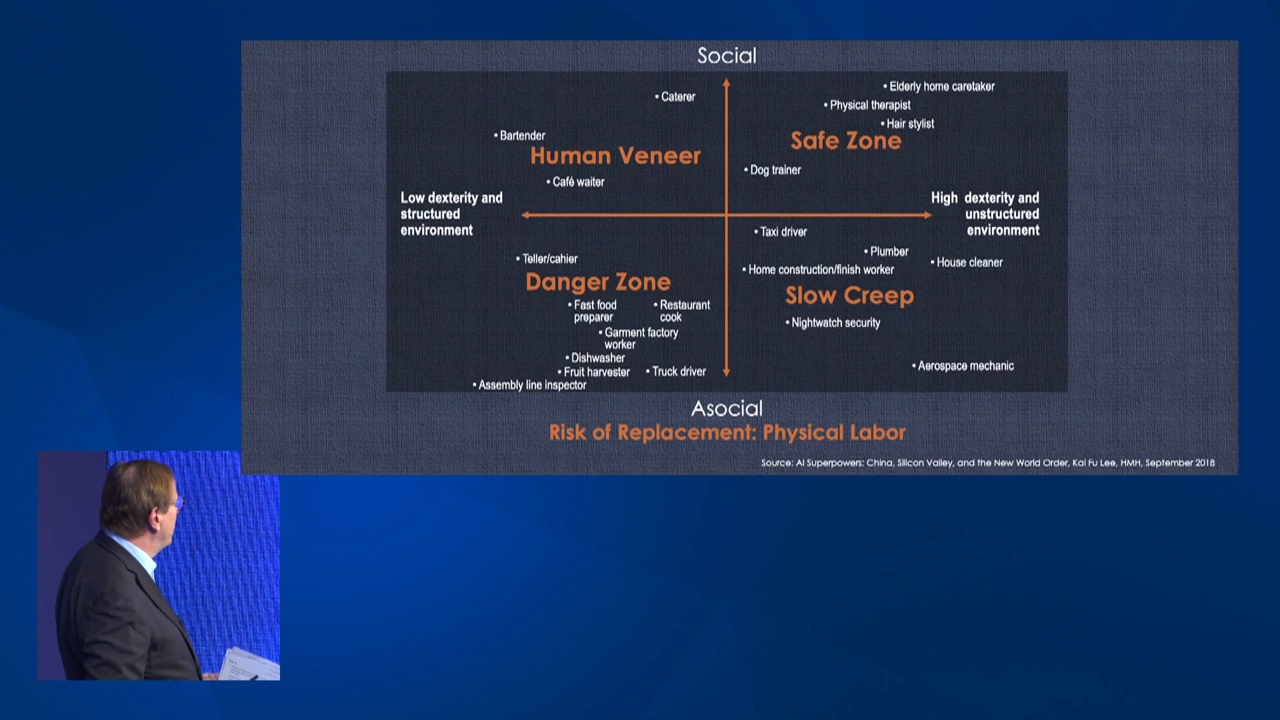 Social
• Caterer
• Elderly home caretaker
• Physical therapist
• Hair stylist
• Bartender
Safe Zone
Human Veneer
• Dog trainer
• Café waiter
Low dexterity and
structured
environment
High dexterity and
unstructured
environment
• Taxi driver
• Plumber
• House cleaner
• Home construction/finish worker
Slow Creep
• Nightwatch security
• Aerospace mechanic
• Teller/cahier
Danger Zone
• Fast food
preparer
• Restaurant
cook
• Garment factory
worker
• Dishwasher
• Fruit harvester
• Truck driver
• Assembly line inspector
Asocial
Risk of Replacement: Physical Labor
Source: AI Superpowers: China, Silicon Valley, and the New World Order, Kai Fu Lee, HMH, September 2018